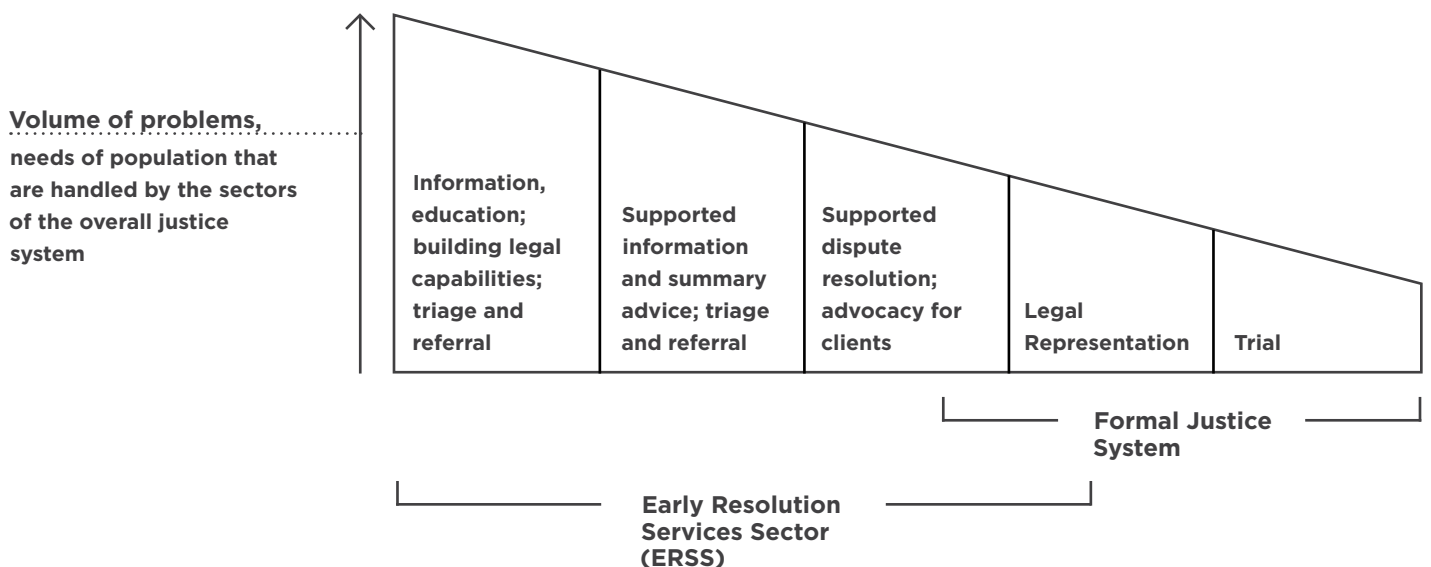 Volume of problems,
needs of population that
are handled by the sectors
of the overall justice
system
Information,
education;
building legal
capabilities;
triage and
referral
Supported
information
and summary
advice; triage
and referral
Supported
dispute
resolution;
advocacy for
clients
Legal
Representation
Trial
Formal Justice
System
Early Resolution
Services Sector
(ERSS)